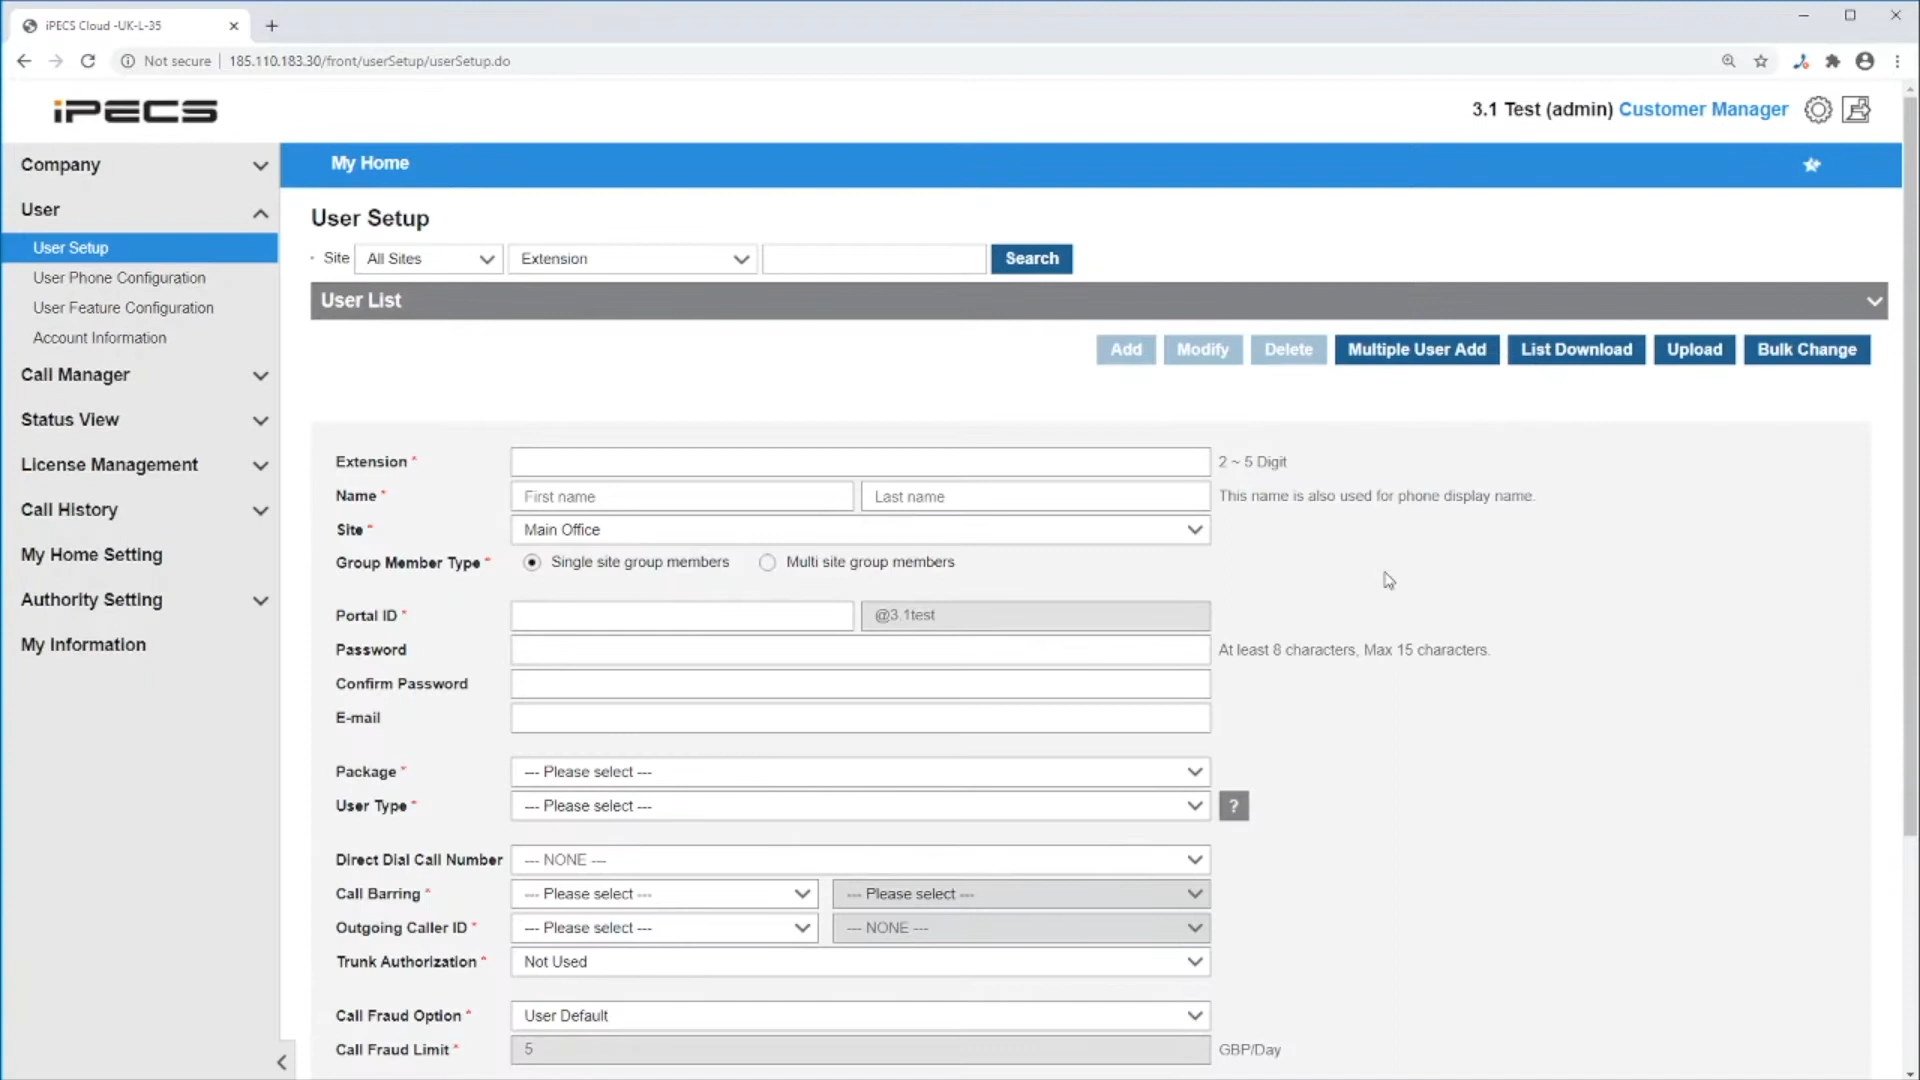 iPECS Cloud -UK-L-35
Not secure 185.110.183.30/front/userSetup/userSetup.do
iPECS
3.1 Test (admin) Customer Manager
Company
User
User Setup
User Phone Configuration
User Feature Configuration
Account Information
Call Manager
Status View
License Management
Call History
My Home Setting
Authority Setting
My Information
My Home
User Setup
Site All Sites Extension Search
User List
Add Modify Delete Multiple User Add List Download Upload Bulk Change
Extension * 2 ~ 5 Digit
Name * First name Last name This name is also used for phone display name.
Site * Main Office
Group Member Type * Single site group members Multi site group members
Portal ID * @3.1test
Password At least 8 characters, Max 15 characters.
Confirm Password
E-mail
Package * --- Please select ---
User Type * --- Please select --- ?
Direct Dial Call Number --- NONE ---
Call Barring * --- Please select --- --- Please select ---
Outgoing Caller ID * --- Please select --- --- NONE ---
Trunk Authorization * Not Used
Call Fraud Option * User Default
Call Fraud Limit * 5 GBP/Day